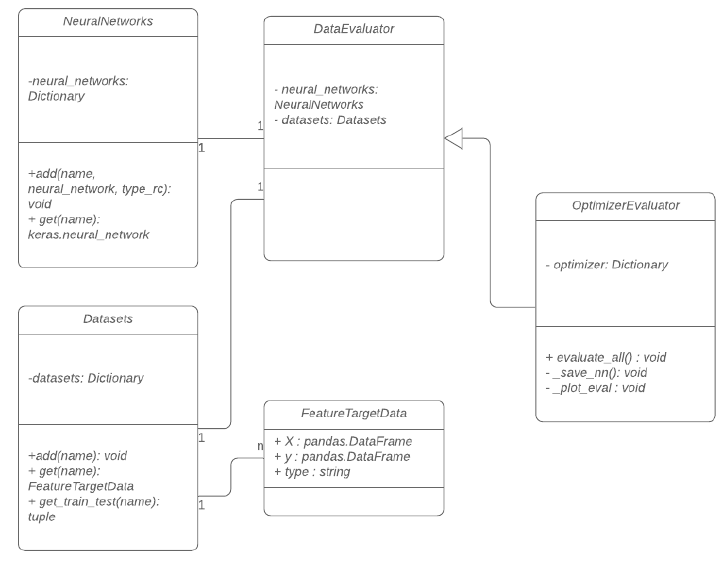 NeuralNetworks
-neural_networks:
Dictionary
+add(name,
neural_network, type_rc):
void
+ get(name):
keras.neural_network
1
DataEvaluator
- neural_networks:
NeuralNetworks
- datasets: Datasets
1
1
OptimizerEvaluator
- optimizer: Dictionary
+ evaluate_all() : void
- _save_nn(): void
- _plot_eval : void
Datasets
-datasets: Dictionary
+add(name): void
+ get(name):
FeatureTargetData
+ get_train_test(name):
tuple
1
1
n
FeatureTargetData
+ X : pandas.DataFrame
+ y : pandas.DataFrame
+ type : string